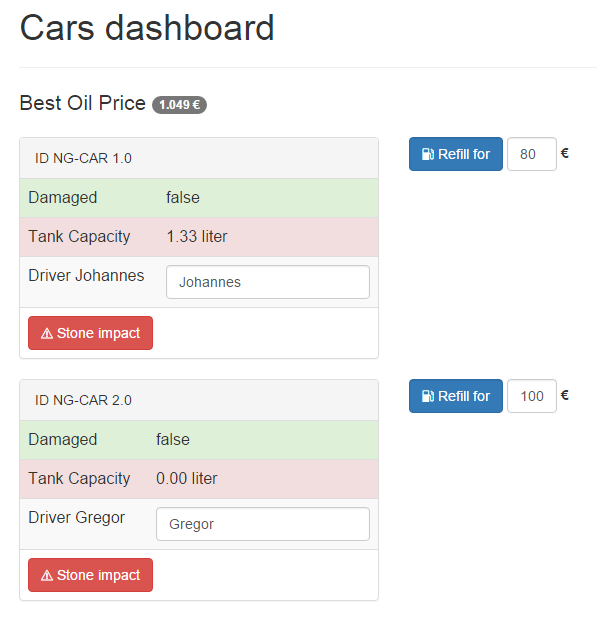 Cars dashboard
Best Oil Price 1.049 €
ID NG-CAR 1.0
Refill for 80 €
Damaged false
Tank Capacity 1.33 liter
Driver Johannes Johannes
Stone impact
ID NG-CAR 2.0
Refill for 100 €
Damaged false
Tank Capacity 0.00 liter
Driver Gregor Gregor
Stone impact